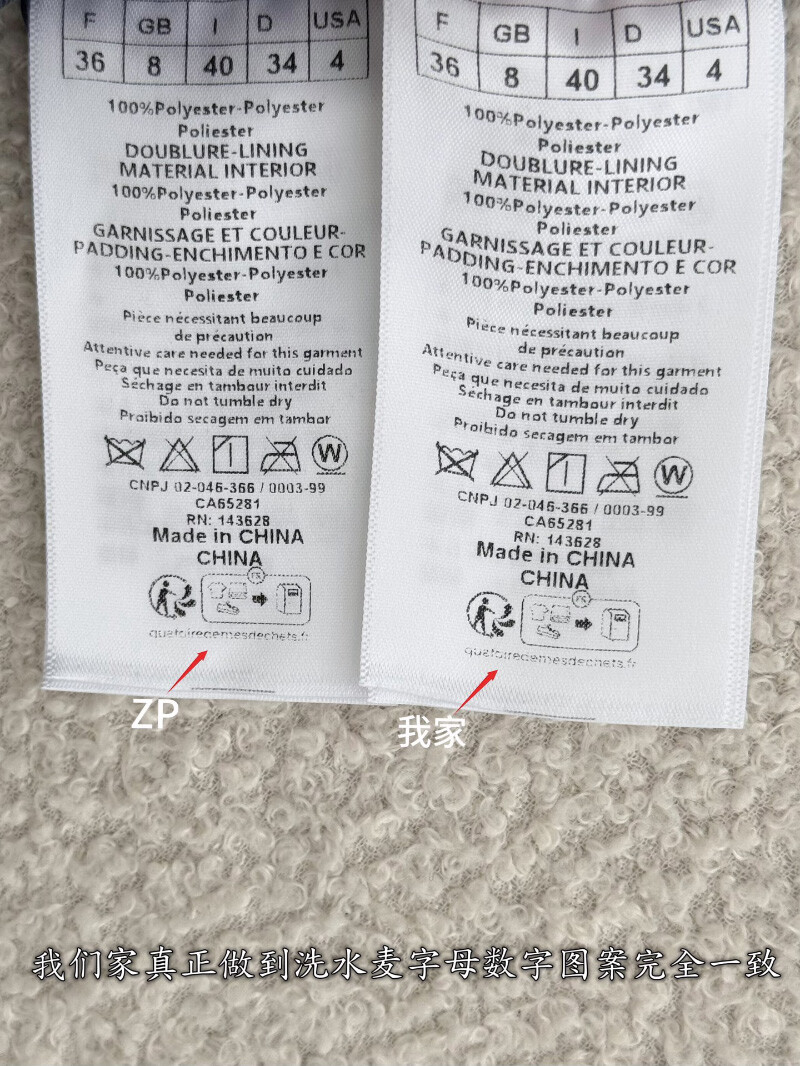 F GB I D USA
36 8 40 34 4
100%Polyester-Polyester
Poliester
DOUBLURE-LINING
MATERIAL INTERIOR
100%Polyester-Polyester
Poliester
GARNISSAGE ET COULEUR-
PADDING-ENCHIMENTO E COR
100%Polyester-Polyester
Poliester
Pièce nécessitant beaucoup
de précaution
Attentive care needed for this garment
Peça que necesita de muito cuidado
Séchage en tambour interdit
Do not tumble dry
Proibido secagem em tambor
W
CNPJ 02-046-366 / 0003-99
CA65281
RN: 143628
Made in CHINA
CHINA
FR
quefairedemesdechets.fr
ZP
F GB I D USA
36 8 40 34 4
100%Polyester-Polyester
Poliester
DOUBLURE-LINING
MATERIAL INTERIOR
100%Polyester-Polyester
Poliester
GARNISSAGE ET COULEUR-
PADDING-ENCHIMENTO E COR
100%Polyester-Polyester
Poliester
Pièce nécessitant beaucoup
de précaution
Attentive care needed for this garment
Peça que necesita de muito cuidado
Séchage en tambour interdit
Do not tumble dry
Proibido secagem em tambor
W
CNPJ 02-046-366 / 0003-99
CA65281
RN: 143628
Made in CHINA
CHINA
FR
quefairedemesdechets.fr
我家
我们家真正做到洗水麦字母数字图案完全一致